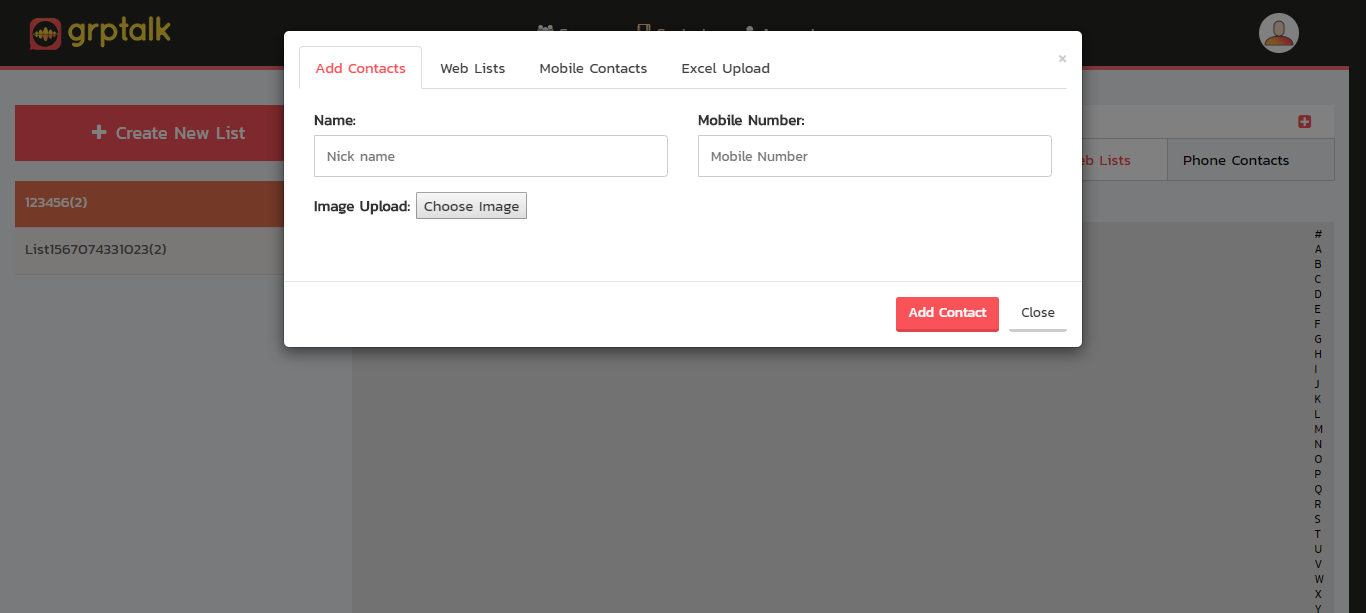 grptalk
Add Contacts
Web Lists
Mobile Contacts
Excel Upload
×
Name:
Mobile Number:
Nick name
Mobile Number
Image Upload: Choose Image
Add Contact
Close
Create New List
123456(2)
List1567074331023(2)
Lists
Phone Contacts
#
A
B
C
D
E
F
G
H
I
J
K
L
M
N
O
P
Q
R
S
T
U
V
W
X
Y